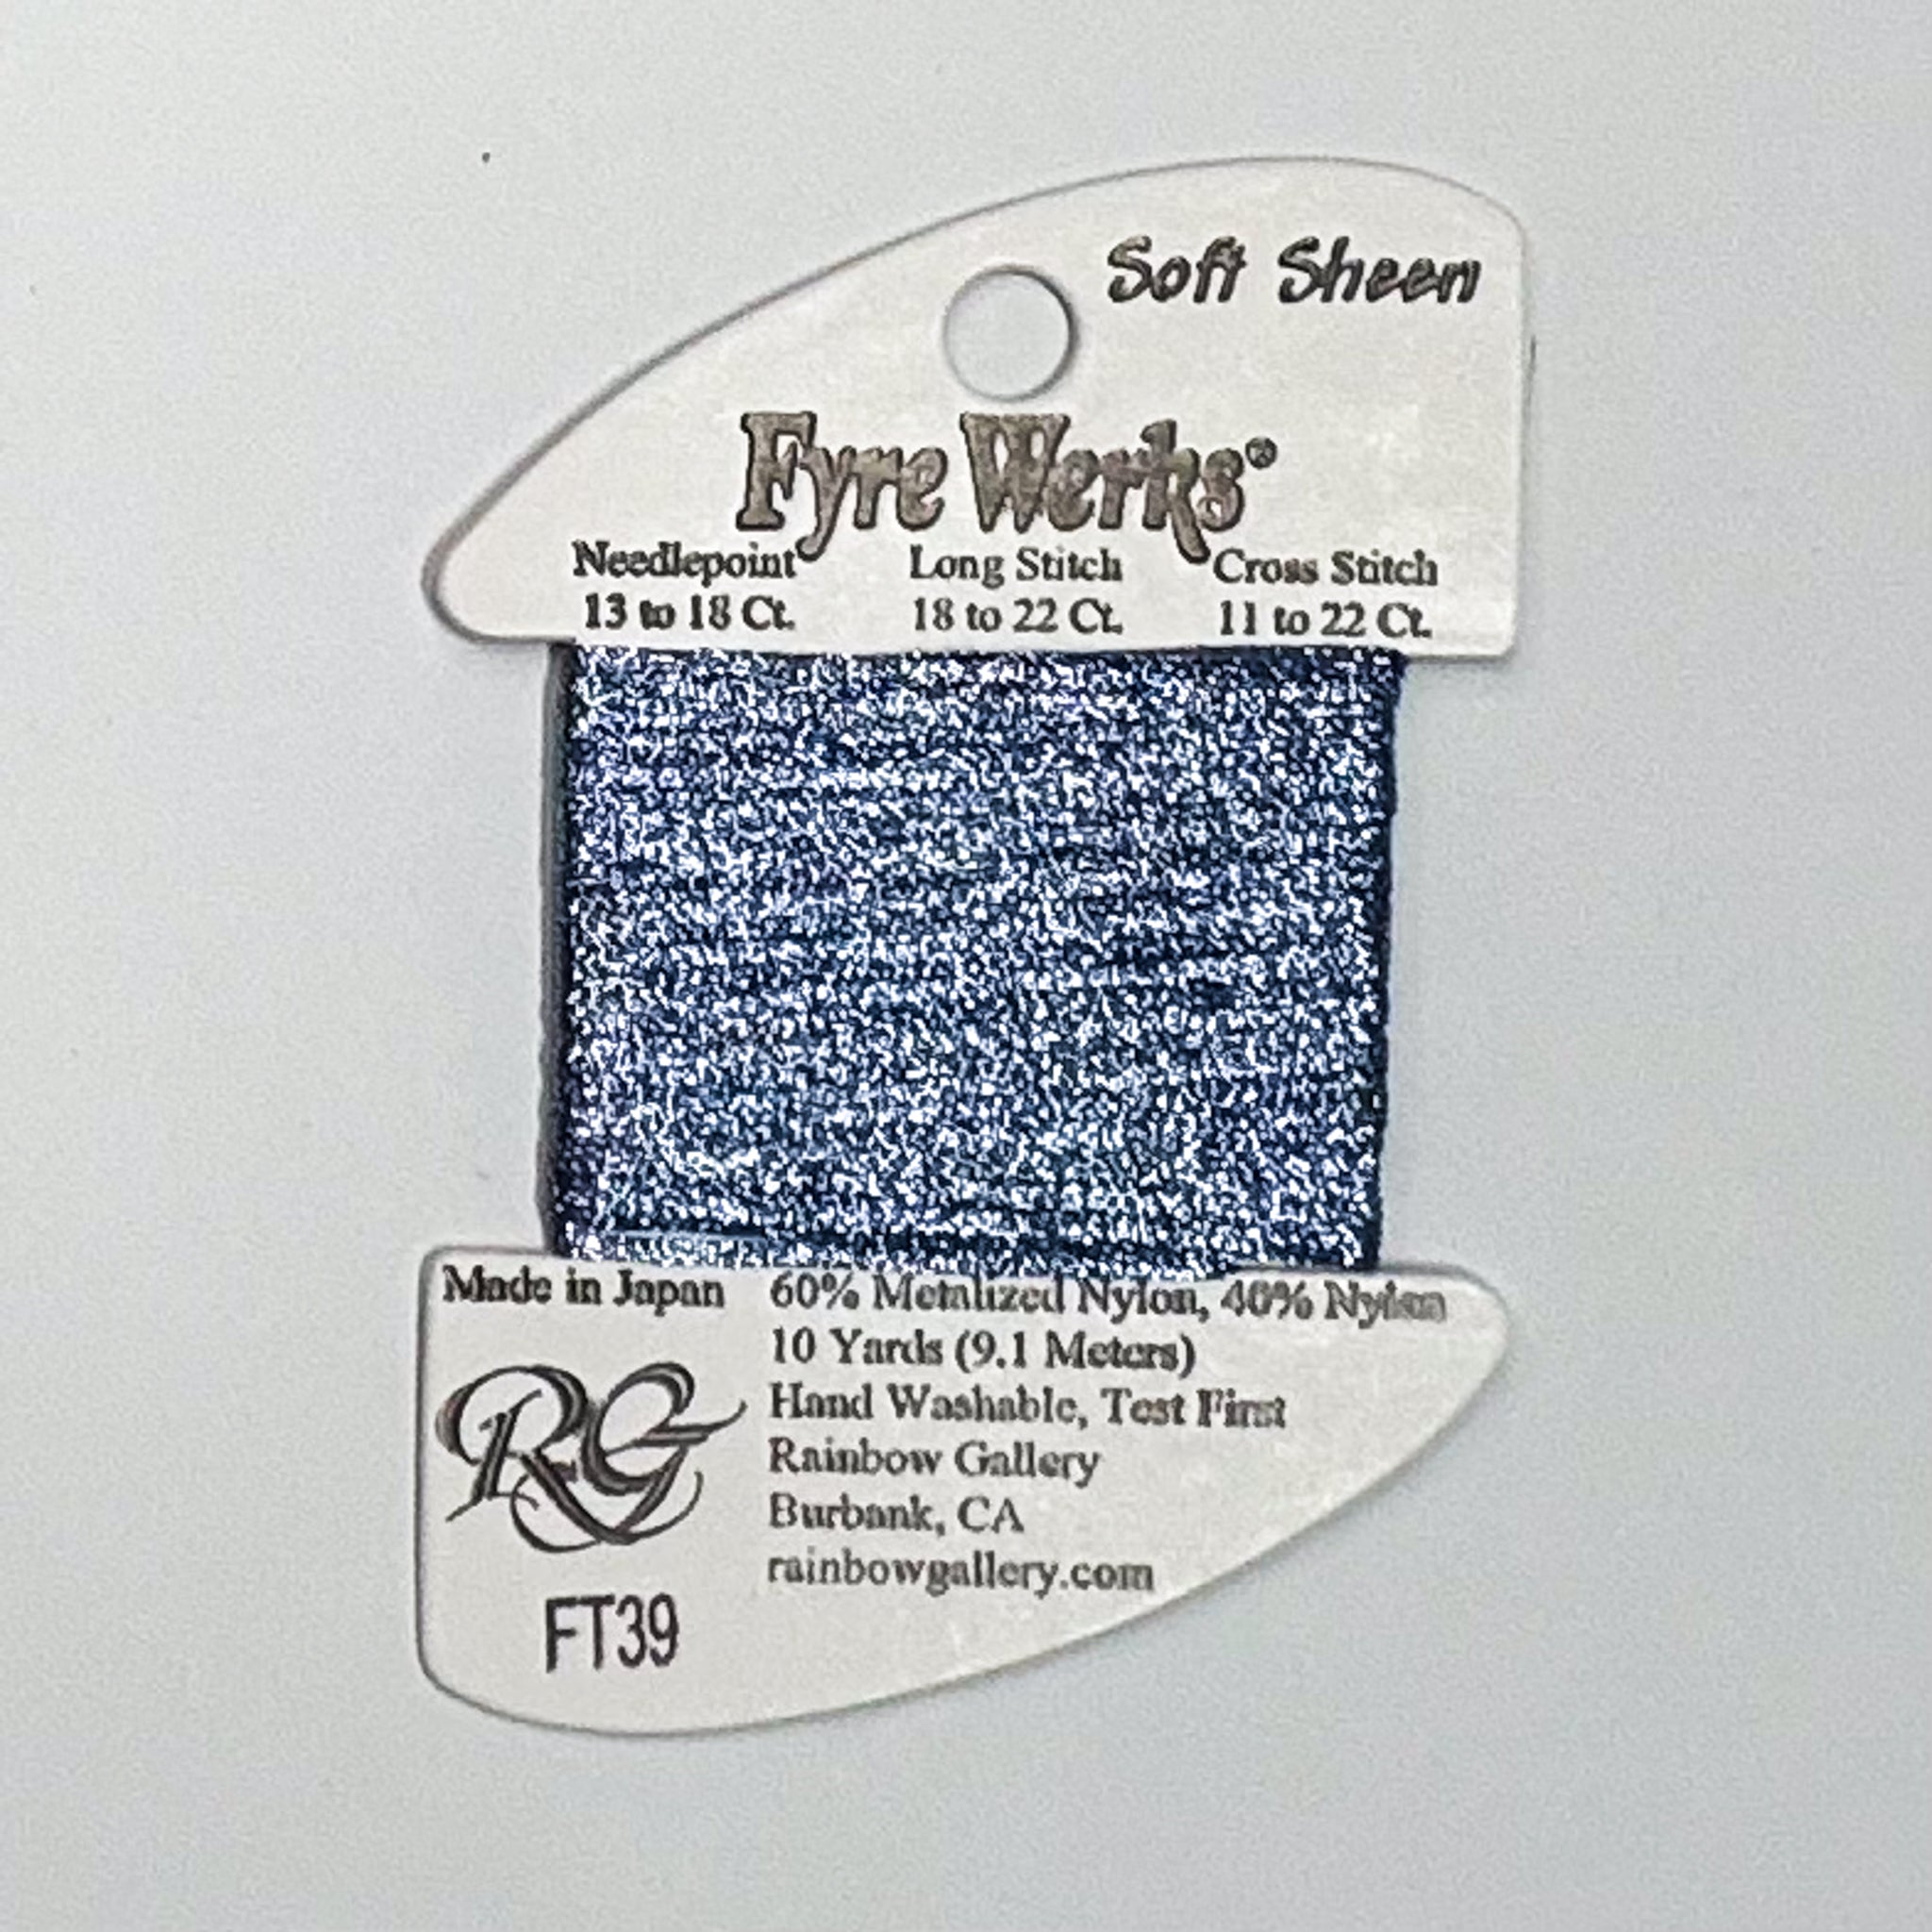 Soft Sheen
Fyre Werks®
Needlepoint Long Stitch Cross Stitch
13 to 18 Ct. 18 to 22 Ct. 11 to 22 Ct.
Made in Japan 60% Metalized Nylon, 40% Nylon
10 Yards (9.1 Meters)
Hand Washable, Test First
Rainbow Gallery
Burbank, CA
rainbowgallery.com
RG
FT39